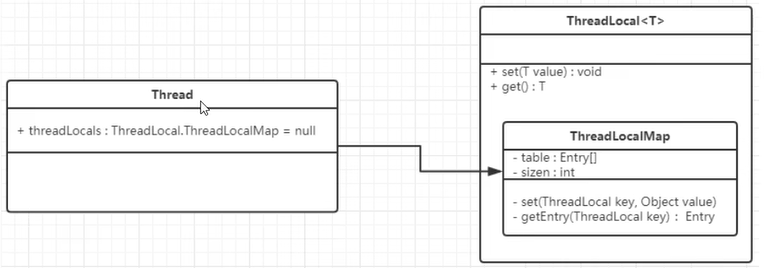 Thread
+ threadLocals : ThreadLocal.ThreadLocalMap = null
ThreadLocal<T>
+ set(T value) : void
+ get() : T
ThreadLocalMap
- table : Entry[]
- sizen : int
- set(ThreadLocal key, Object value)
- getEntry(ThreadLocal key) : Entry